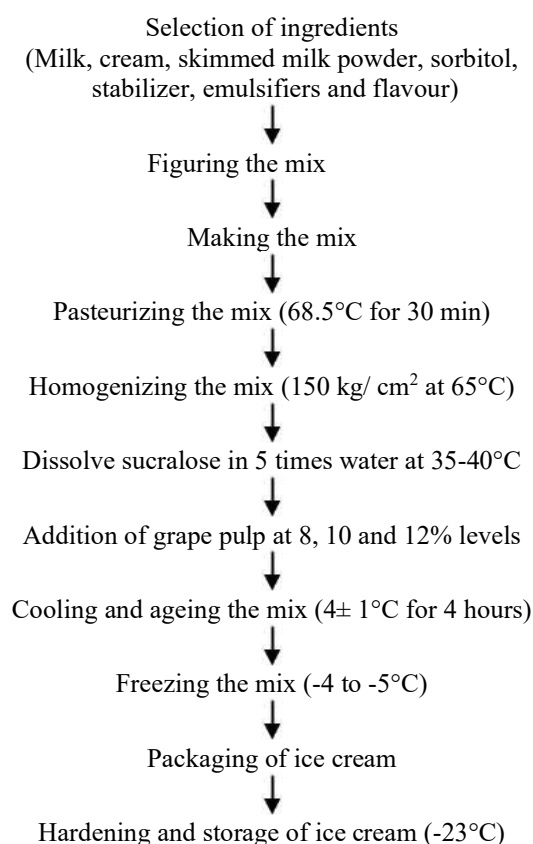 Selection of ingredients
(Milk, cream, skimmed milk powder, sorbitol,
stabilizer, emulsifiers and flavour)
Figuring the mix
Making the mix
Pasteurizing the mix (68.5°C for 30 min)
Homogenizing the mix (150 kg/ cm² at 65°C)
Dissolve sucralose in 5 times water at 35-40°C
Addition of grape pulp at 8, 10 and 12% levels
Cooling and ageing the mix (4± 1°C for 4 hours)
Freezing the mix (-4 to -5°C)
Packaging of ice cream
Hardening and storage of ice cream (-23°C)